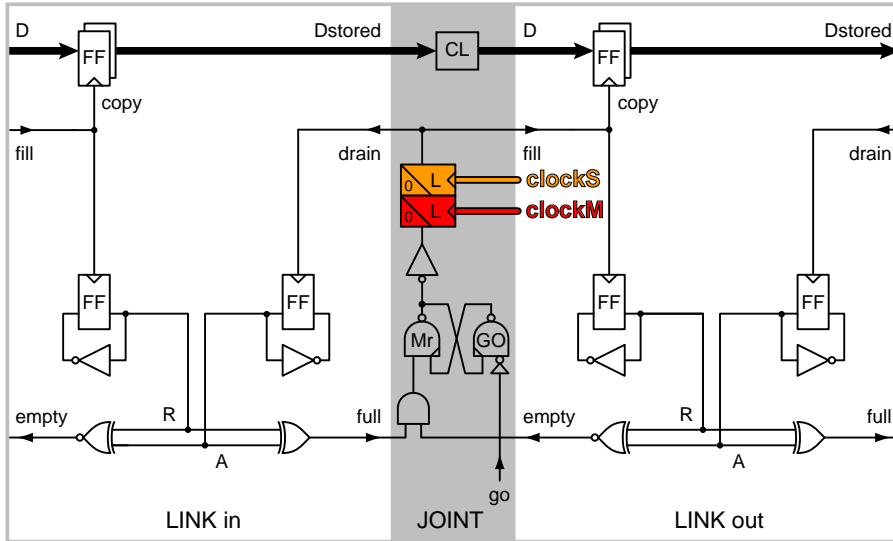 D Dstored D Dstored
FF CL FF
copy copy
fill drain fill drain
0 L clockS
0 L clockM
FF FF FF FF
Mr GO
empty R full empty R full
A A
go
LINK in JOINT LINK out